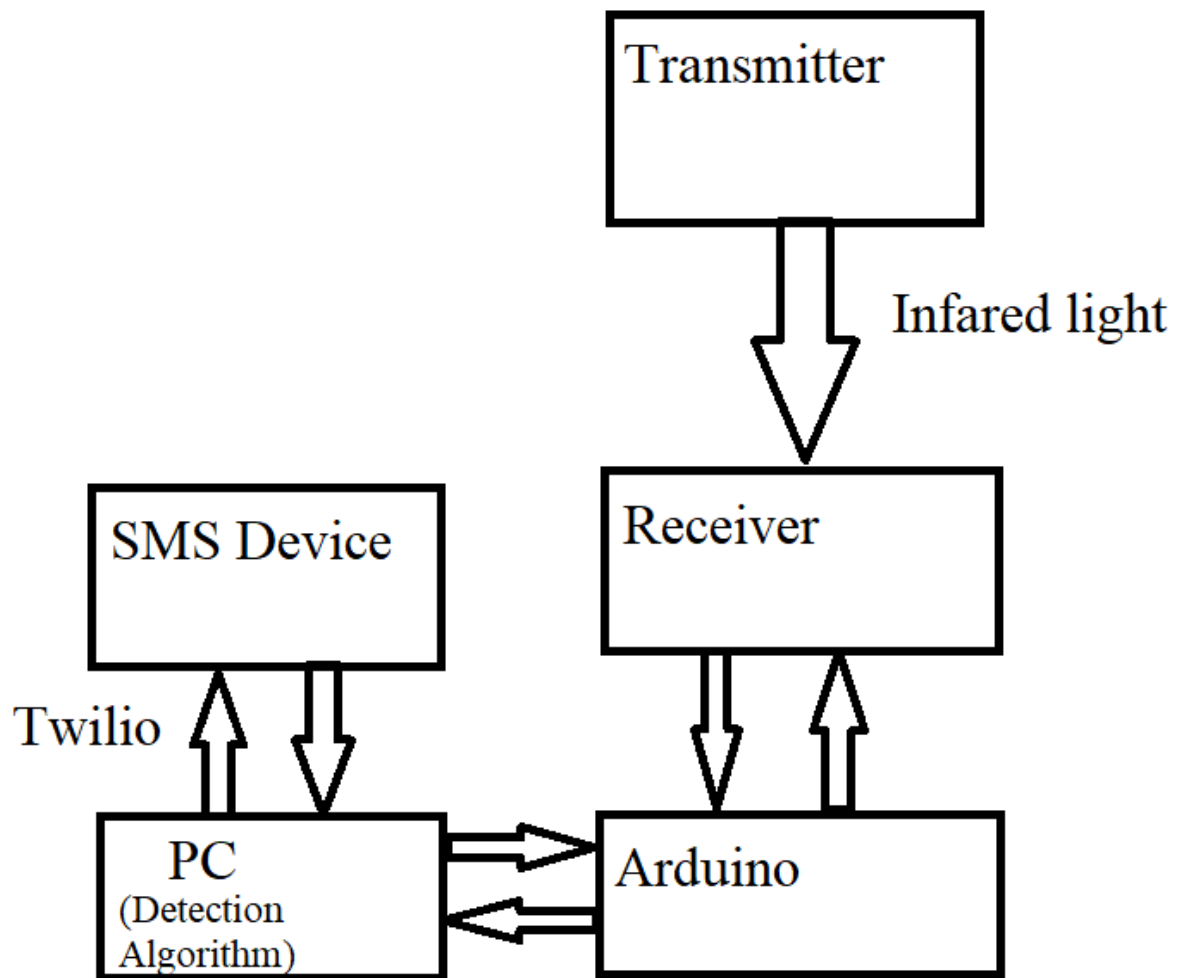 Transmitter
Infared light
SMS Device
Receiver
Twilio
PC
(Detection
Algorithm)
Arduino